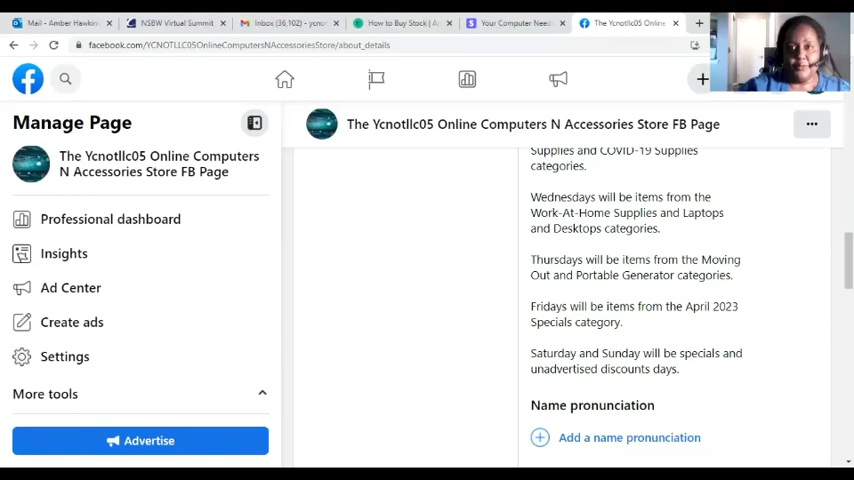 Mail - Amber Hawkin
NSBW Virtual Summit
Inbox (36,102) - ycnot
How to Buy Stock | A
Your Computer Need
The Ycnotllc05 Online
facebook.com/YCNOTLLC05OnlineComputersNAccessoriesStore/about_details
Manage Page
The Ycnotllc05 Online Computers
N Accessories Store FB Page
Professional dashboard
Insights
Ad Center
Create ads
Settings
More tools
Advertise
The Ycnotllc05 Online Computers N Accessories Store FB Page
Supplies and COVID-19 Supplies
categories.
Wednesdays will be items from the
Work-At-Home Supplies and Laptops
and Desktops categories.
Thursdays will be items from the Moving
Out and Portable Generator categories.
Fridays will be items from the April 2023
Specials category.
Saturday and Sunday will be specials and
unadvertised discounts days.
Name pronunciation
Add a name pronunciation